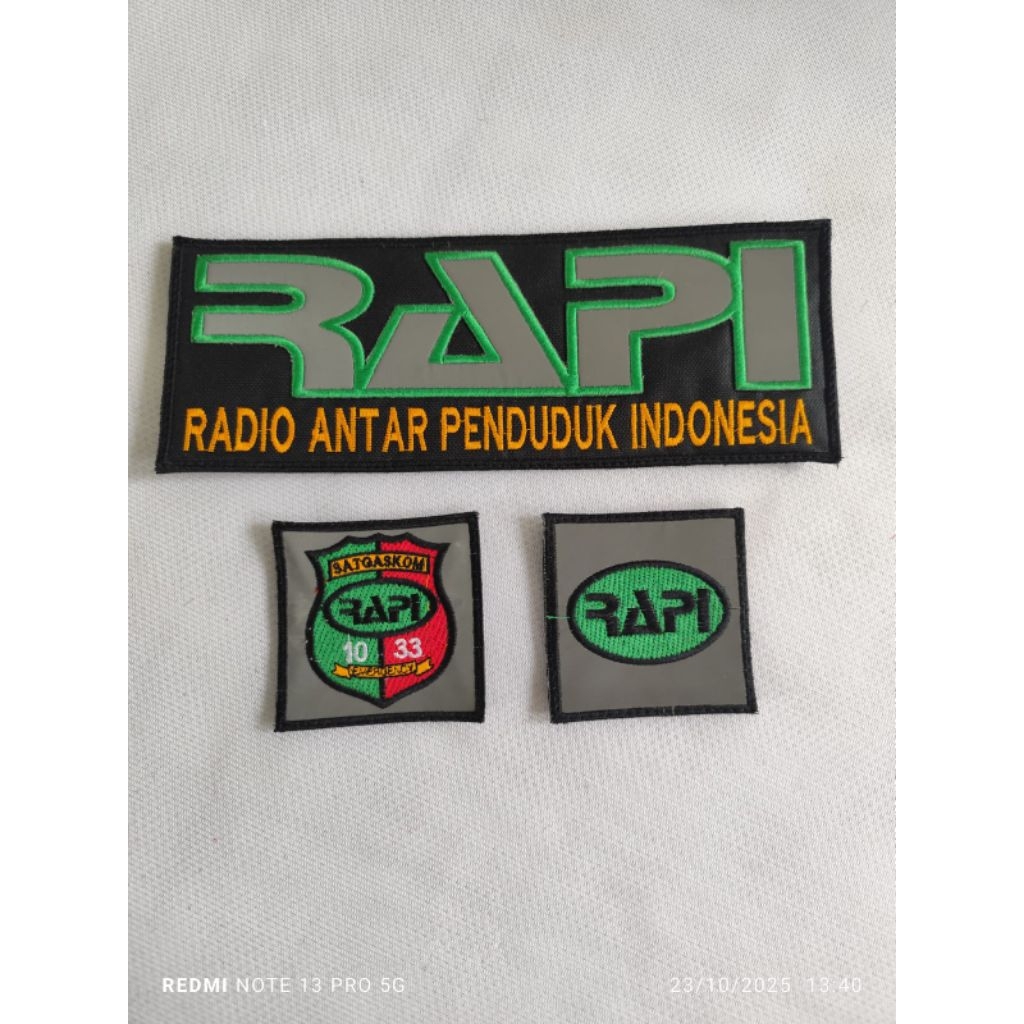 RAPI
RADIO ANTAR PENDUDUK INDONESIA
SATGASKOM
RAPI
10 33
EMERGENCY
RAPI
REDMI NOTE 13 PRO 5G
23/10/2025 13:40